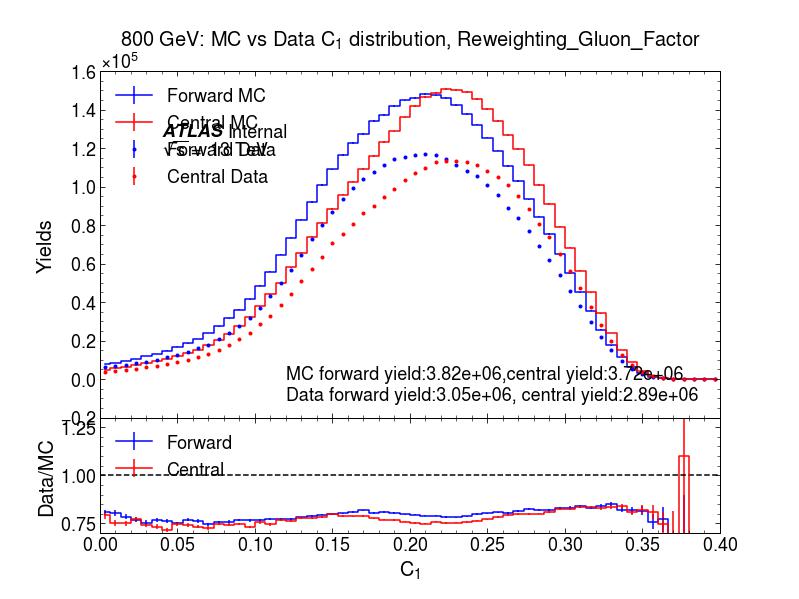 800 GeV: MC vs Data C1 distribution, Reweighting_Gluon_Factor
×10^5
1.6
1.4
1.2
1.0
0.8
0.6
0.4
0.2
0.0
0.2
Yields
Forward MC
Central MC
ATLAS Internal
Forward Data
√s = 13 TeV
Central Data
MC forward yield:3.82e+06,central yield:3.72e+06
Data forward yield:3.05e+06, central yield:2.89e+06
1.25
1.00
0.75
Data/MC
Forward
Central
0.00 0.05 0.10 0.15 0.20 0.25 0.30 0.35 0.40
C1